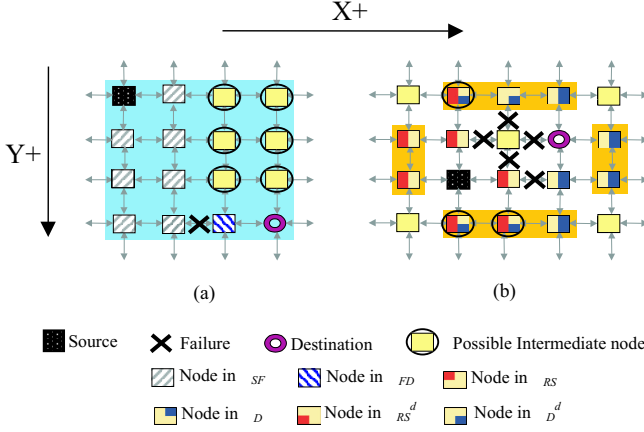 X+
Y+
(a) (b)
Source Failure Destination Possible Intermediate node
Node in SF Node in FD Node in RS
Node in D Node in RS d Node in D d